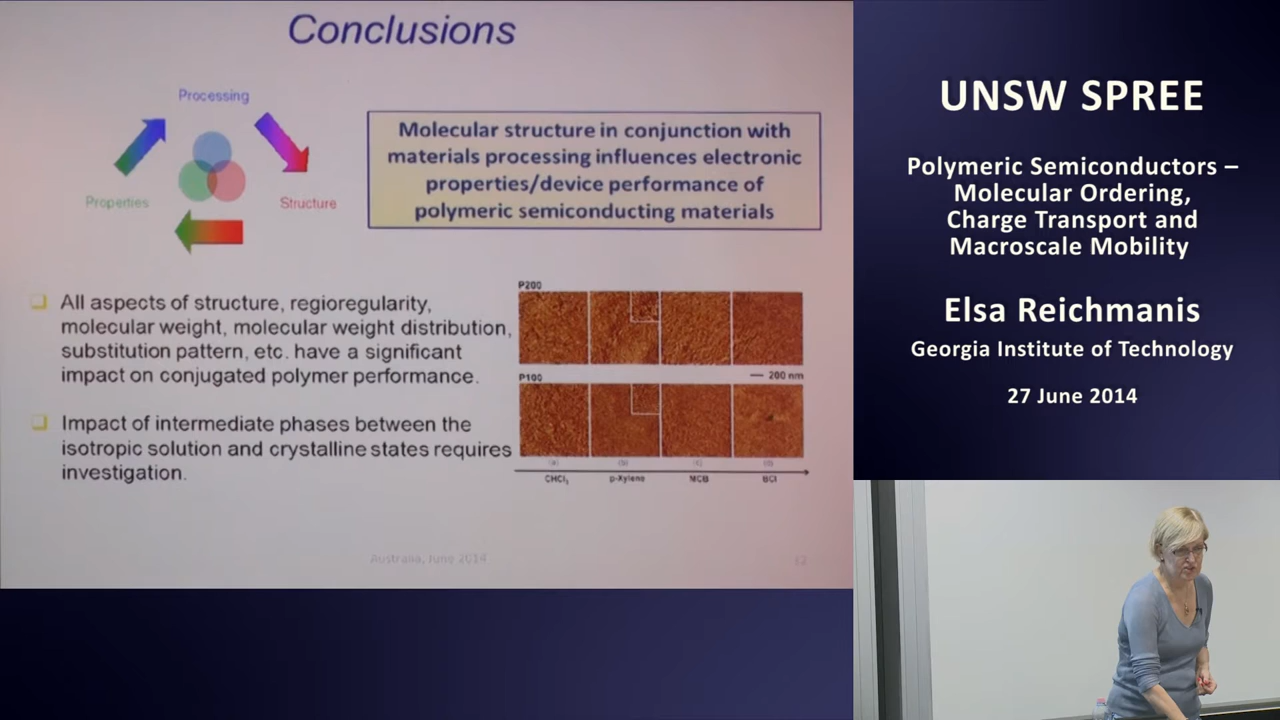 Conclusions
Processing
Properties
Structure
Molecular structure in conjunction with
materials processing influences electronic
properties/device performance of
polymeric semiconducting materials
All aspects of structure, regioregularity,
molecular weight, molecular weight distribution,
substitution pattern, etc. have a significant
impact on conjugated polymer performance.
Impact of intermediate phases between the
isotropic solution and crystalline states requires
investigation.
P200
P100
200 nm
(a) (b) (c) (d)
CHCl₃ p-Xylene MCB BCl
Australia, June 2014
32
UNSW SPREE
Polymeric Semiconductors –
Molecular Ordering,
Charge Transport and
Macroscale Mobility
Elsa Reichmanis
Georgia Institute of Technology
27 June 2014